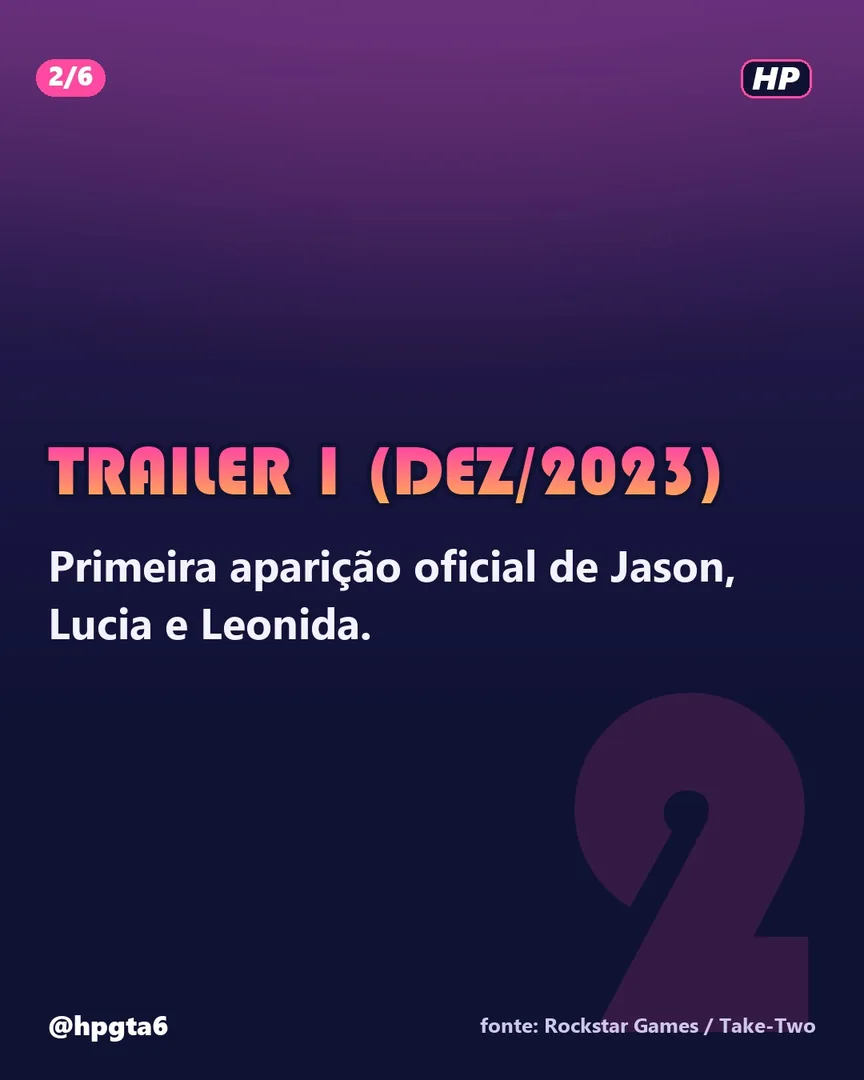 2/6
HP
TRAILER 1 (DEZ/2023)
Primeira aparição oficial de Jason,
Lucia e Leonida.
2
@hpgta6
fonte: Rockstar Games / Take-Two